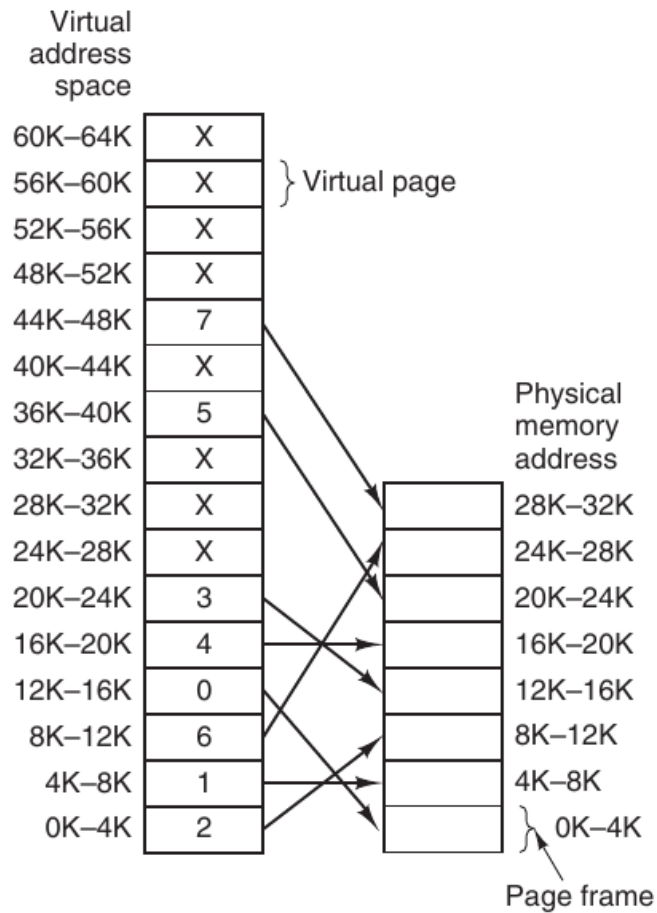 Virtual
address
space
60K–64K X
56K–60K X Virtual page
52K–56K X
48K–52K X
44K–48K 7
40K–44K X
36K–40K 5
Physical
memory
address
32K–36K X
28K–32K X 28K–32K
24K–28K X 24K–28K
20K–24K 3 20K–24K
16K–20K 4 16K–20K
12K–16K 0 12K–16K
8K–12K 6 8K–12K
4K–8K 1 4K–8K
0K–4K 2 0K–4K
Page frame